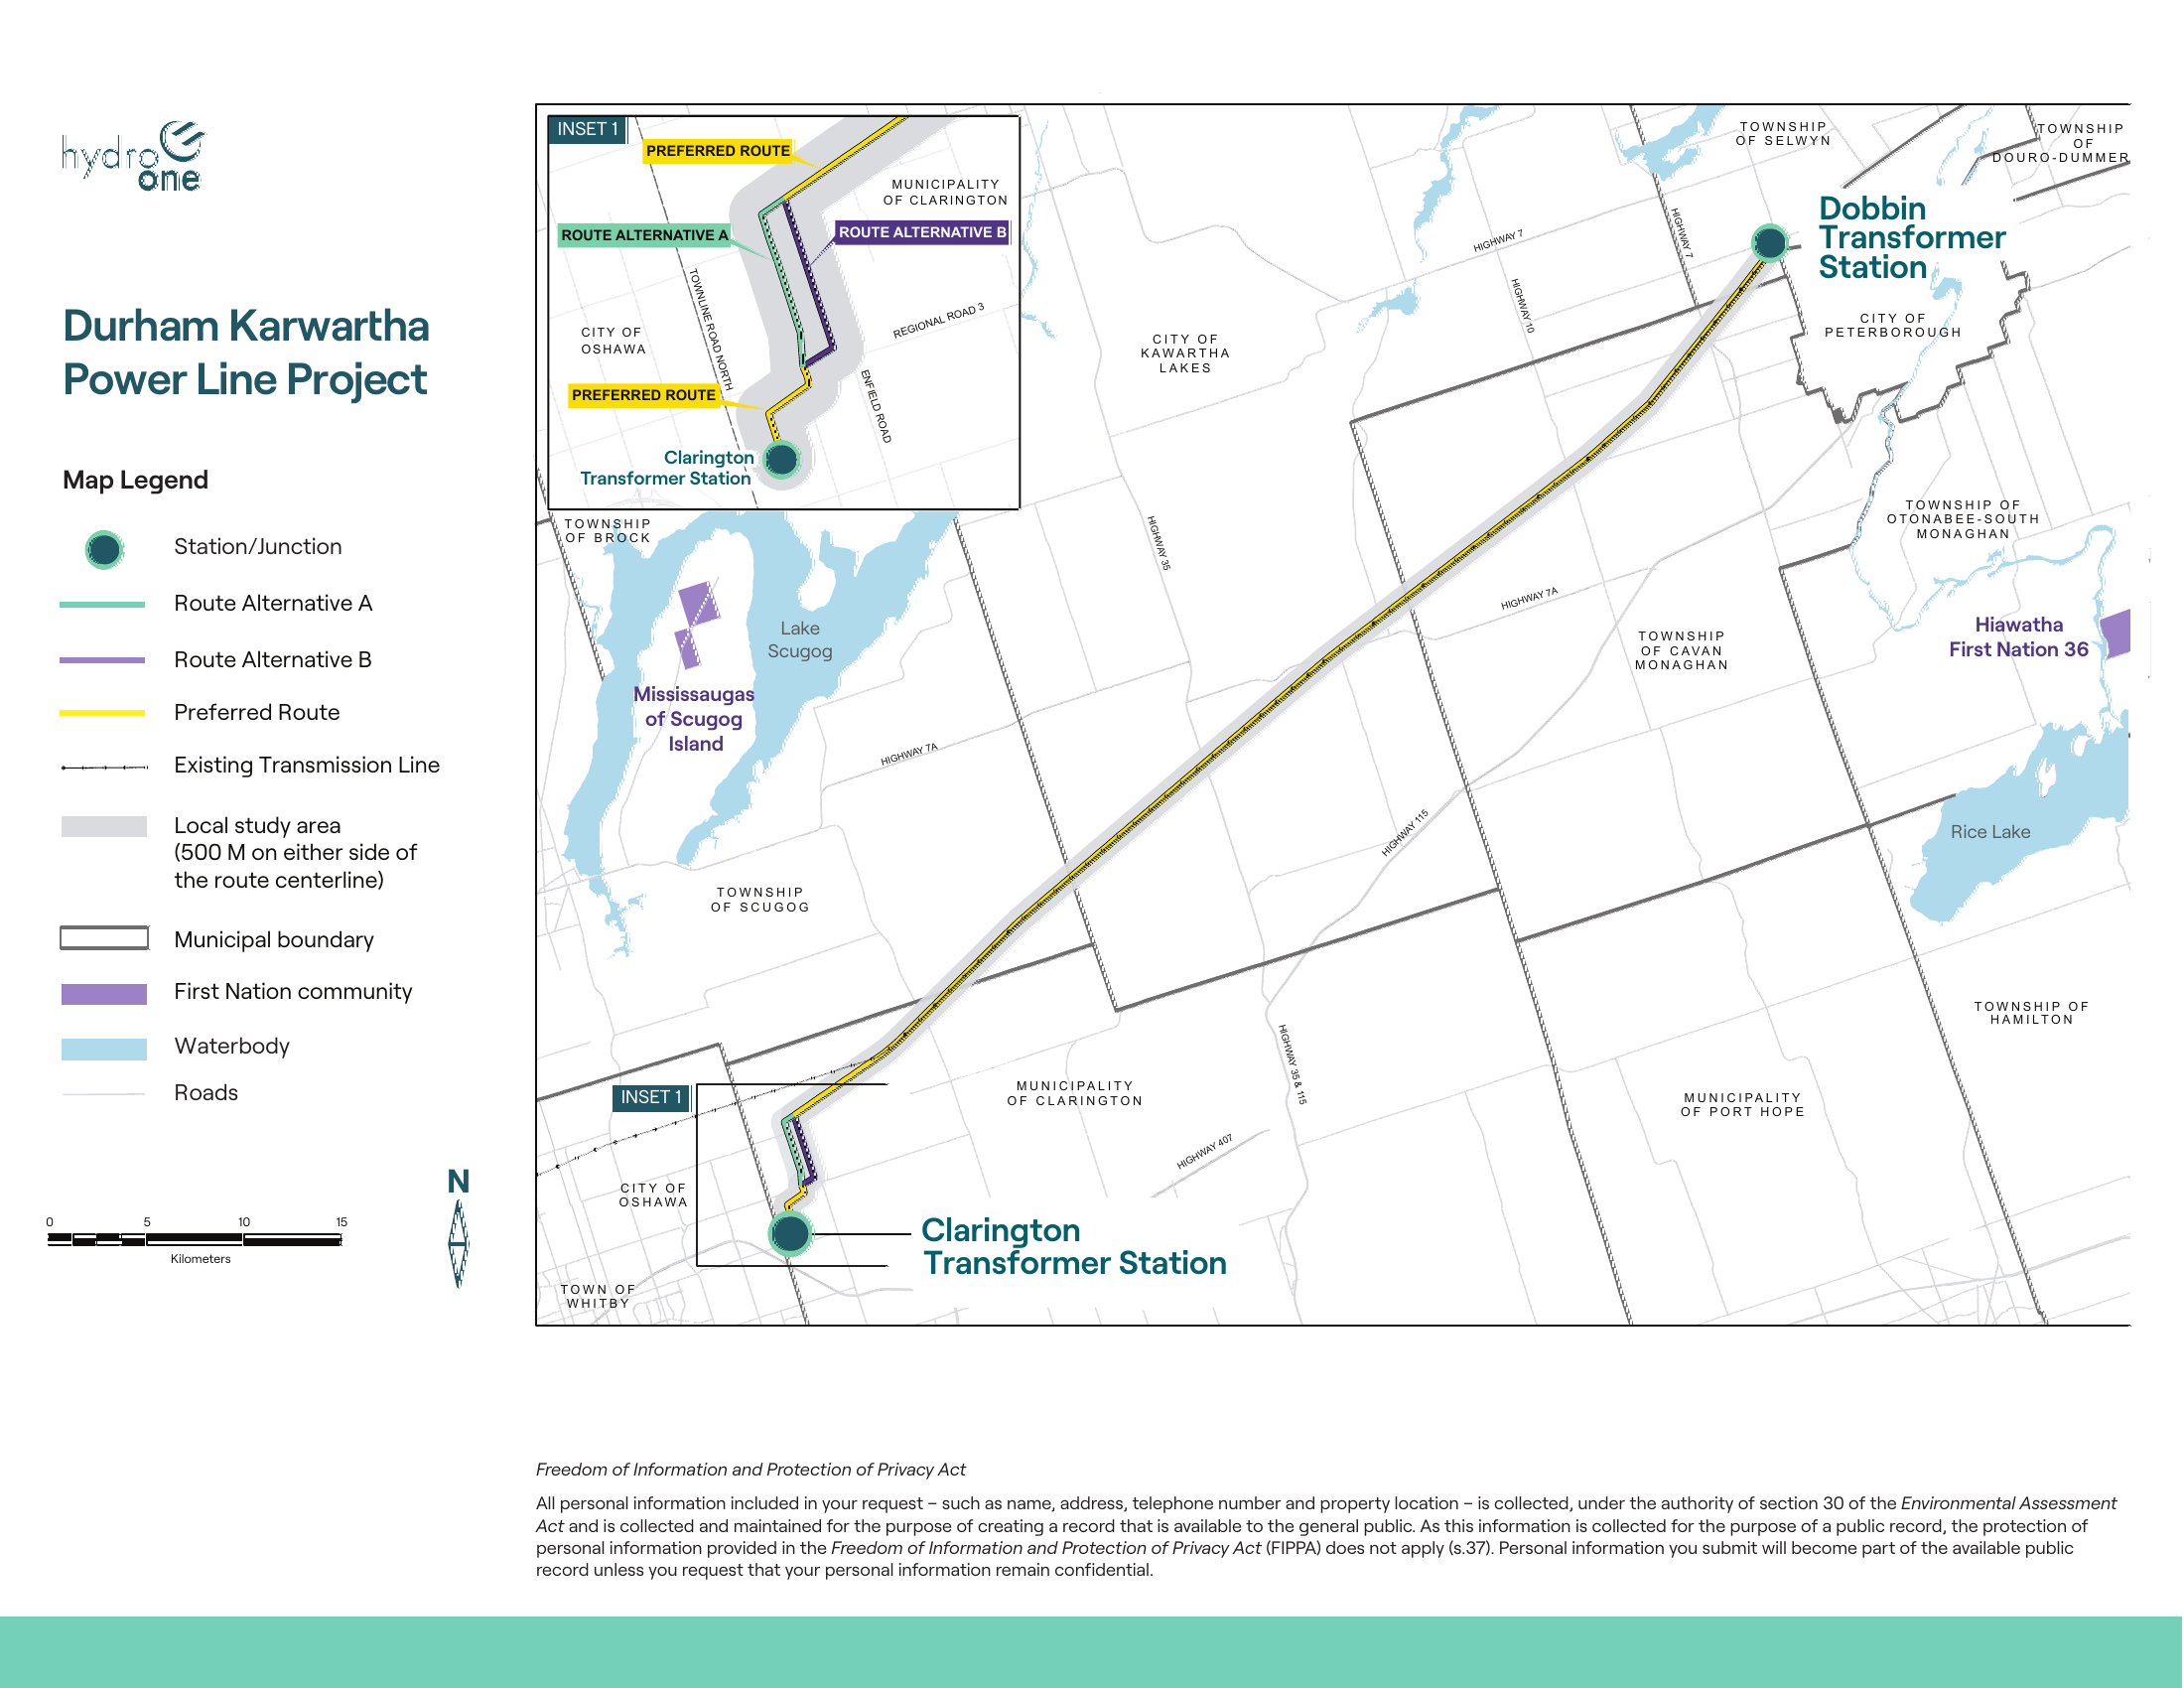 hydro
one
Durham Karwartha
Power Line Project
Map Legend
Station/Junction
Route Alternative A
Route Alternative B
Preferred Route
Existing Transmission Line
Local study area
(500 M on either side of
the route centerline)
Municipal boundary
First Nation community
Waterbody
Roads
N
0 5 10 15
Kilometers
INSET 1
PREFERRED ROUTE
MUNICIPALITY
OF CLARINGTON
ROUTE ALTERNATIVE A
ROUTE ALTERNATIVE B
TOWNLINE ROAD NORTH
REGIONAL ROAD 3
CITY OF
OSHAWA
ENFIELD ROAD
PREFERRED ROUTE
Clarington
Transformer Station
TOWNSHIP
OF SELWYN
TOWNSHIP
OF
DOURO-DUMMER
Dobbin
Transformer
Station
HIGHWAY 7
HIGHWAY 7
HIGHWAY 10
CITY OF
PETERBOROUGH
CITY OF
KAWARTHA
LAKES
TOWNSHIP
OF BROCK
HIGHWAY 35
TOWNSHIP OF
OTONABEE-SOUTH
MONAGHAN
HIGHWAY 7A
Lake
Scugog
TOWNSHIP
OF CAVAN
MONAGHAN
Hiawatha
First Nation 36
Mississaugas
of Scugog
Island
HIGHWAY 7A
HIGHWAY 115
Rice Lake
TOWNSHIP
OF SCUGOG
TOWNSHIP OF
HAMILTON
HIGHWAY 35 & 115
INSET 1
MUNICIPALITY
OF CLARINGTON
MUNICIPALITY
OF PORT HOPE
HIGHWAY 407
CITY OF
OSHAWA
Clarington
Transformer Station
TOWN OF
WHITBY
Freedom of Information and Protection of Privacy Act
All personal information included in your request – such as name, address, telephone number and property location – is collected, under the authority of section 30 of the Environmental Assessment
Act and is collected and maintained for the purpose of creating a record that is available to the general public. As this information is collected for the purpose of a public record, the protection of
personal information provided in the Freedom of Information and Protection of Privacy Act (FIPPA) does not apply (s.37). Personal information you submit will become part of the available public
record unless you request that your personal information remain confidential.